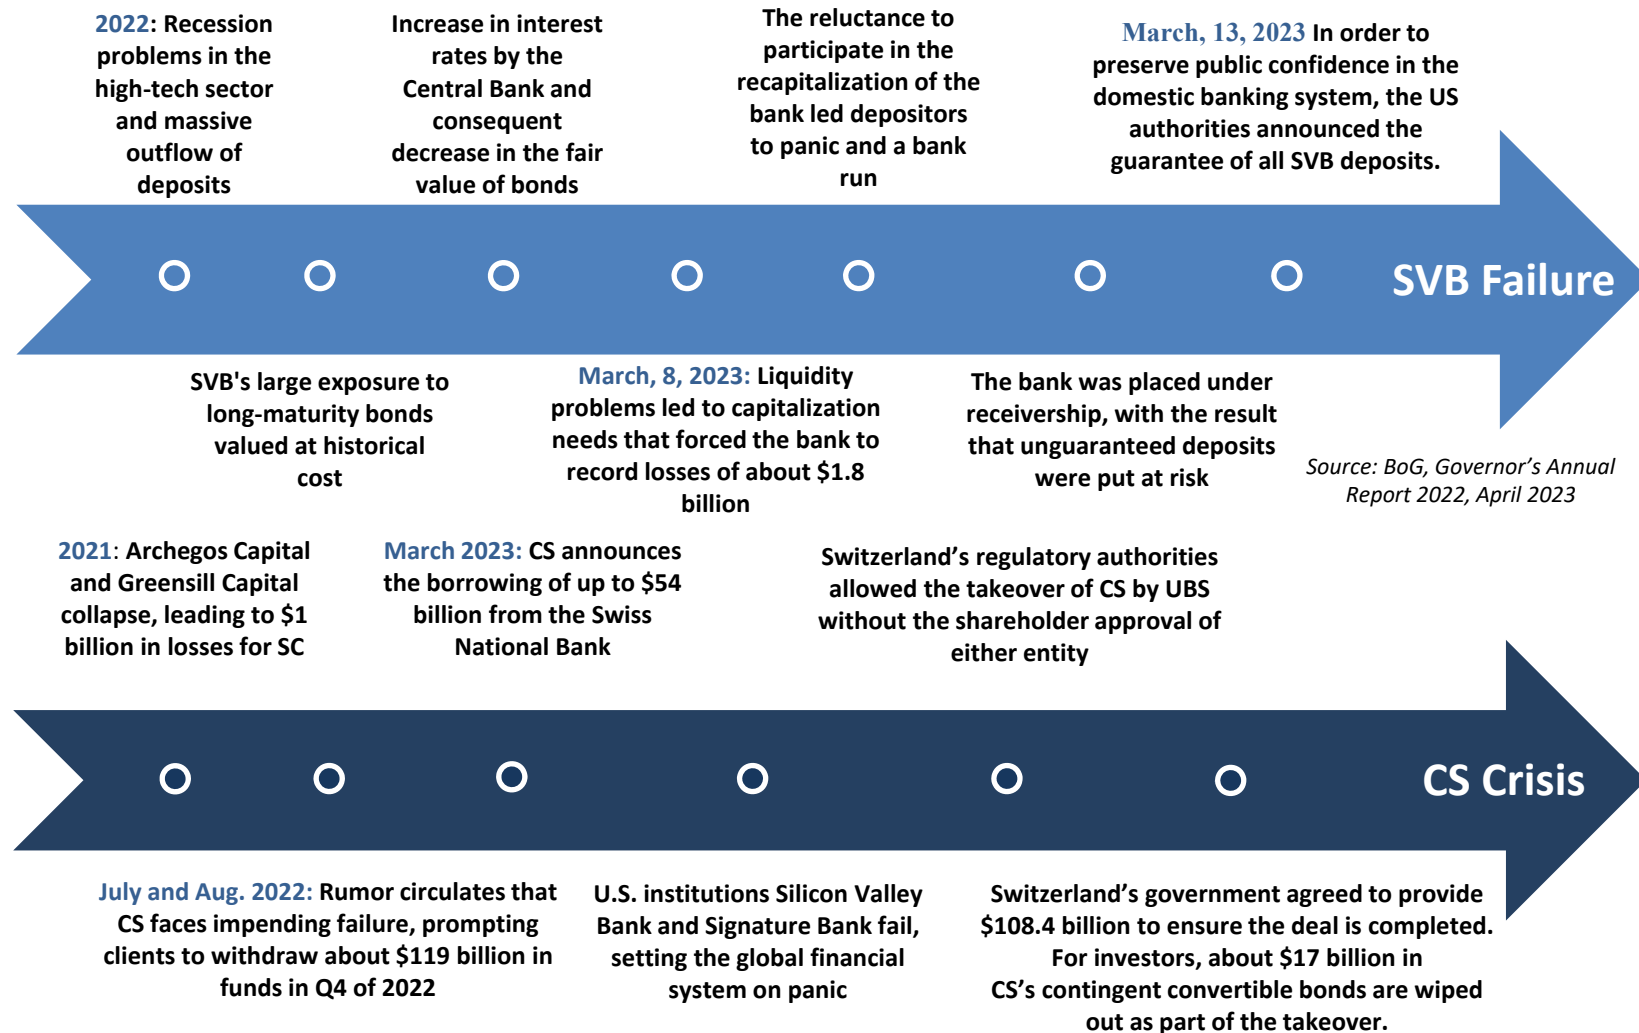 2022: Recession
problems in the
high-tech sector
and massive
outflow of
deposits
Increase in interest
rates by the
Central Bank and
consequent
decrease in the fair
value of bonds
The reluctance to
participate in the
recapitalization of the
bank led depositors
to panic and a bank
run
March, 13, 2023 In order to
preserve public confidence in the
domestic banking system, the US
authorities announced the
guarantee of all SVB deposits.
SVB Failure
SVB's large exposure to
long-maturity bonds
valued at historical
cost
March, 8, 2023: Liquidity
problems led to capitalization
needs that forced the bank to
record losses of about $1.8
billion
The bank was placed under
receivership, with the result
that unguaranteed deposits
were put at risk
Source: BoG, Governor’s Annual
Report 2022, April 2023
2021: Archegos Capital
and Greensill Capital
collapse, leading to $1
billion in losses for SC
March 2023: CS announces
the borrowing of up to $54
billion from the Swiss
National Bank
Switzerland’s regulatory authorities
allowed the takeover of CS by UBS
without the shareholder approval of
either entity
CS Crisis
July and Aug. 2022: Rumor circulates that
CS faces impending failure, prompting
clients to withdraw about $119 billion in
funds in Q4 of 2022
U.S. institutions Silicon Valley
Bank and Signature Bank fail,
setting the global financial
system on panic
Switzerland’s government agreed to provide
$108.4 billion to ensure the deal is completed.
For investors, about $17 billion in
CS’s contingent convertible bonds are wiped
out as part of the takeover.